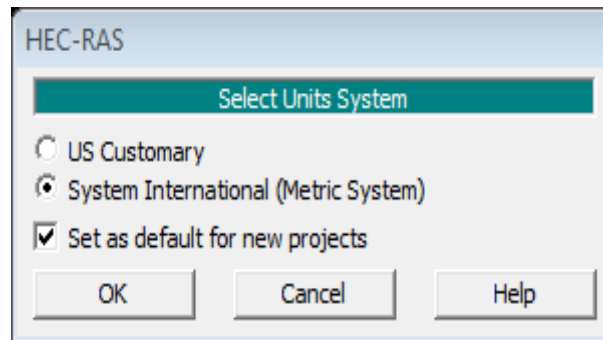 HEC-RAS
Select Units System
US Customary
System International (Metric System)
Set as default for new projects
OK Cancel Help